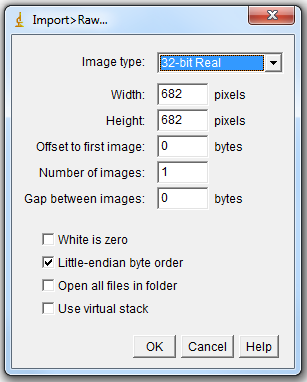 Import>Raw...
Image type: 32-bit Real
Width: 682 pixels
Height: 682 pixels
Offset to first image: 0 bytes
Number of images: 1
Gap between images: 0 bytes
White is zero
Little-endian byte order
Open all files in folder
Use virtual stack
OK Cancel Help